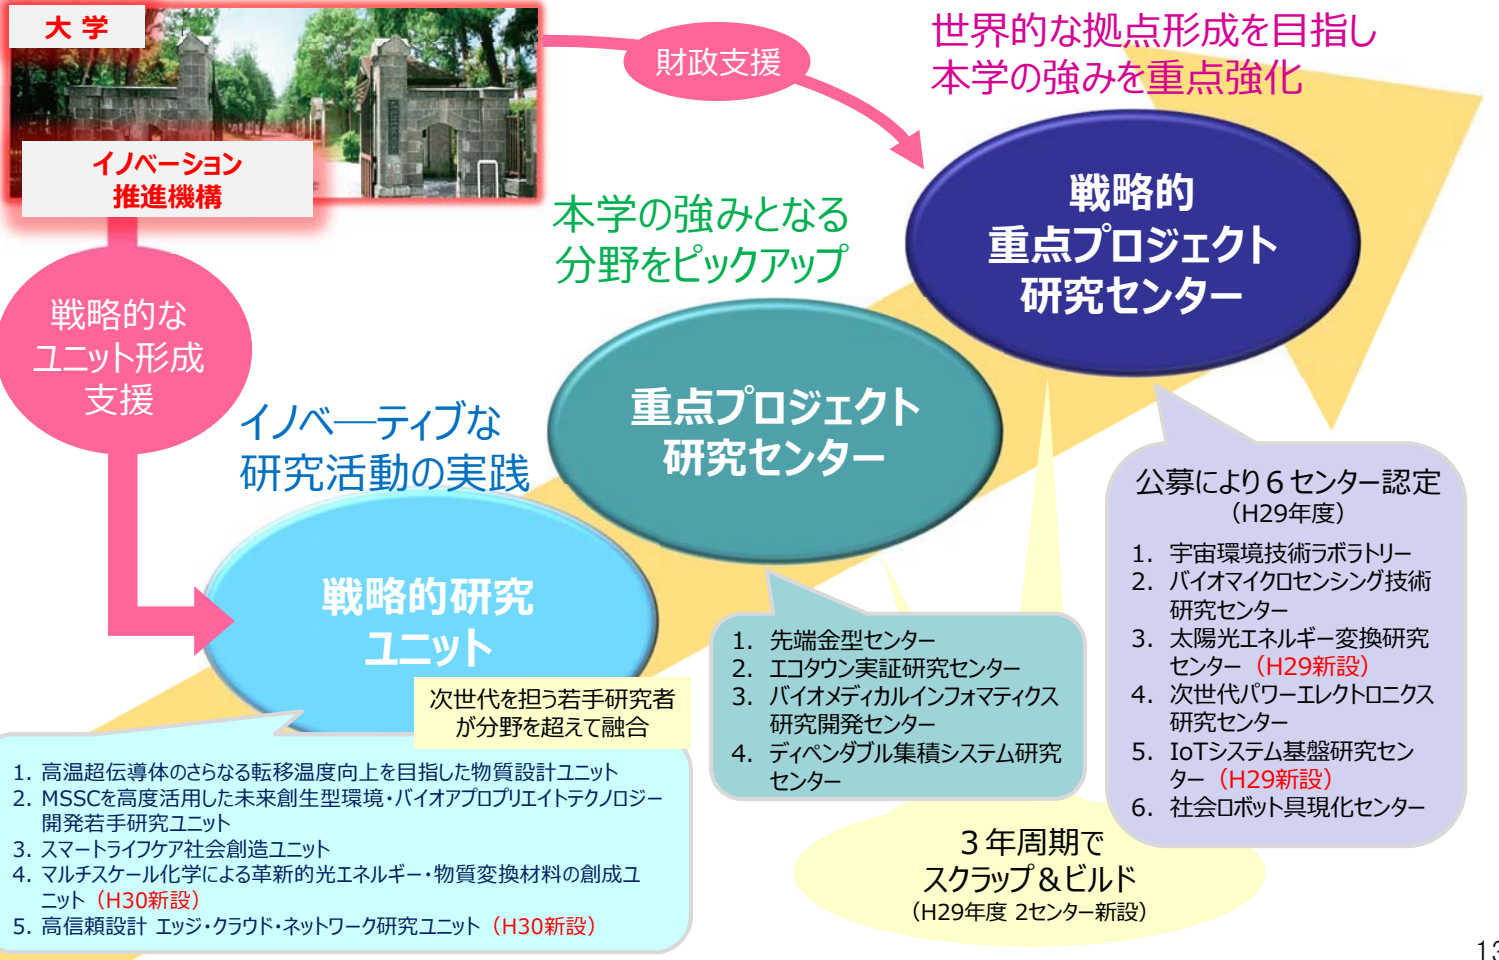 大 学
イノベーション
推進機構
財政支援
世界的な拠点形成を目指し
本学の強みを重点強化
戦略的
重点プロジェクト
研究センター
本学の強みとなる
分野をピックアップ
戦略的な
ユニット形成
支援
重点プロジェクト
研究センター
イノベ―ティブな
研究活動の実践
戦略的研究
ユニット
次世代を担う若手研究者
が分野を超えて融合
1. 高温超伝導体のさらなる転移温度向上を目指した物質設計ユニット
2. MSSCを高度活用した未来創生型環境・バイオアプロプリエイトテクノロジー
開発若手研究ユニット
3. スマートライフケア社会創造ユニット
4. マルチスケール化学による革新的光エネルギー・物質変換材料の創成ユ
ニット（H30新設）
5. 高信頼設計 エッジ・クラウド・ネットワーク研究ユニット（H30新設）
1. 先端金型センター
2. エコタウン実証研究センター
3. バイオメディカルインフォマティクス
研究開発センター
4. ディペンダブル集積システム研究
センター
公募により６センター認定
（H29年度）
1. 宇宙環境技術ラボラトリー
2. バイオマイクロセンシング技術
研究センター
3. 太陽光エネルギー変換研究
センター（H29新設）
4. 次世代パワーエレクトロニクス
研究センター
5. IoTシステム基盤研究セン
ター（H29新設）
6. 社会ロボット具現化センター
３年周期で
スクラップ＆ビルド
（H29年度 2センター新設）
13